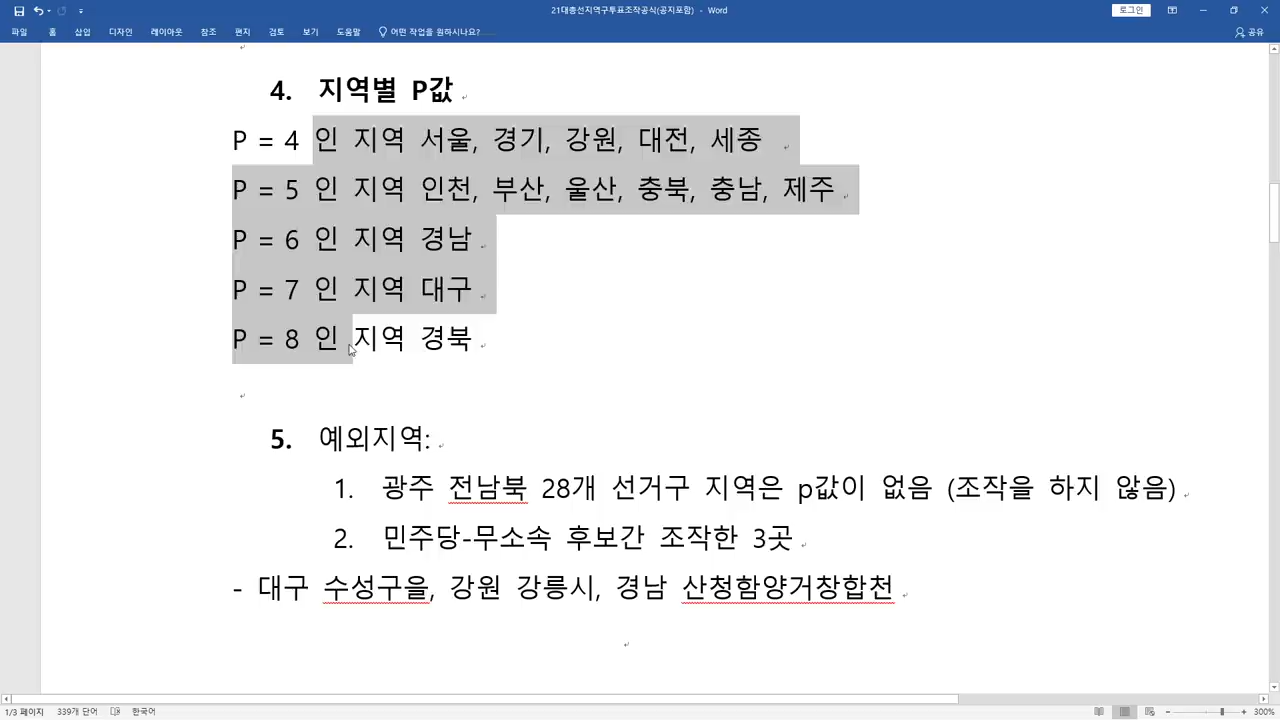 21대총선지역구투표조작공식(공지포함) - Word
로그인
파일 홈 삽입 디자인 레이아웃 참조 편지 검토 보기 도움말 어떤 작업을 원하시나요? 공유
4. 지역별 P값
P = 4 인 지역 서울, 경기, 강원, 대전, 세종
P = 5 인 지역 인천, 부산, 울산, 충북, 충남, 제주
P = 6 인 지역 경남
P = 7 인 지역 대구
P = 8 인 지역 경북
5. 예외지역:
1. 광주 전남북 28개 선거구 지역은 p값이 없음 (조작을 하지 않음)
2. 민주당-무소속 후보간 조작한 3곳
- 대구 수성구을, 강원 강릉시, 경남 산청함양거창합천
1/3 페이지 339개 단어 한국어 300%